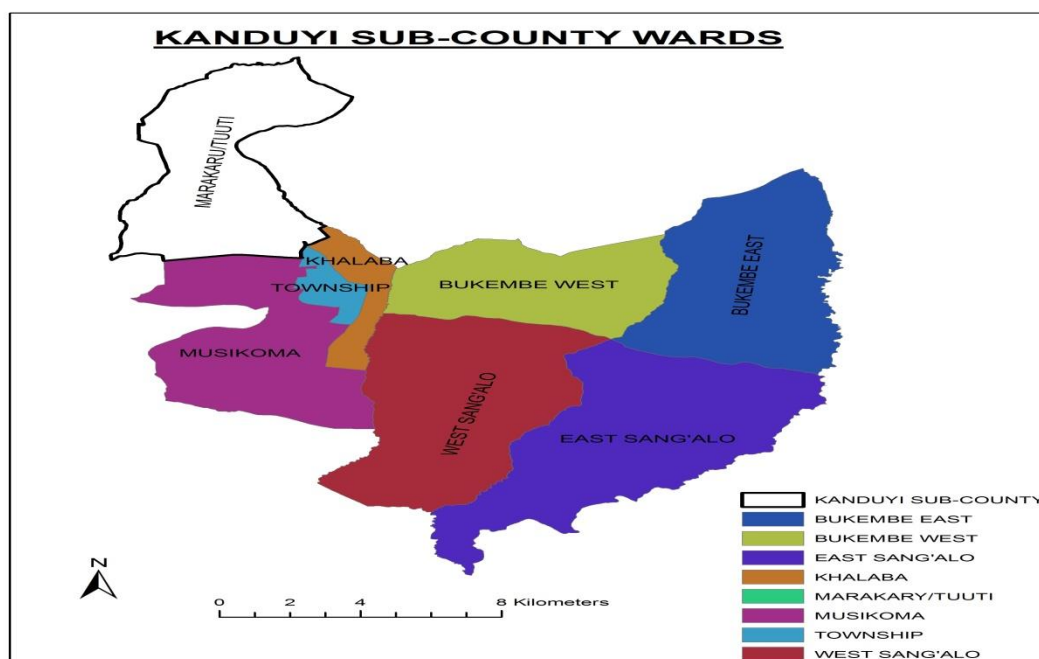 KANDUYI SUB-COUNTY WARDS
MARAKARU/TUUTI
KHALABA
TOWNSHIP
BUKEMBE WEST
BUKEMBE EAST
MUSIKOMA
WEST SANG'ALO
EAST SANG'ALO
KANDUYI SUB-COUNTY
BUKEMBE EAST
BUKEMBE WEST
EAST SANG'ALO
KHALABA
MARAKARY/TUUTI
MUSIKOMA
TOWNSHIP
WEST SANG'ALO
N
0 2 4 8 Kilometers